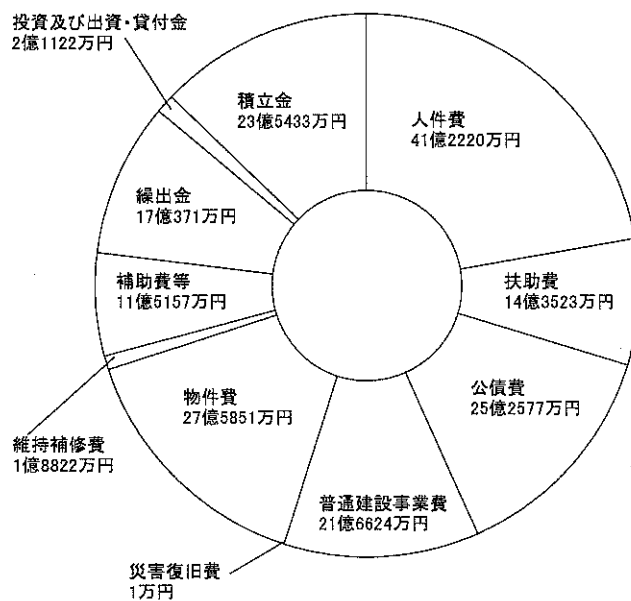 投資及び出資・貸付金
2億1122万円
積立金
23億5433万円
人件費
41億2220万円
繰出金
17億371万円
補助費等
11億5157万円
扶助費
14億3523万円
公債費
25億2577万円
物件費
27億5851万円
維持補修費
1億8822万円
普通建設事業費
21億6624万円
災害復旧費
1万円